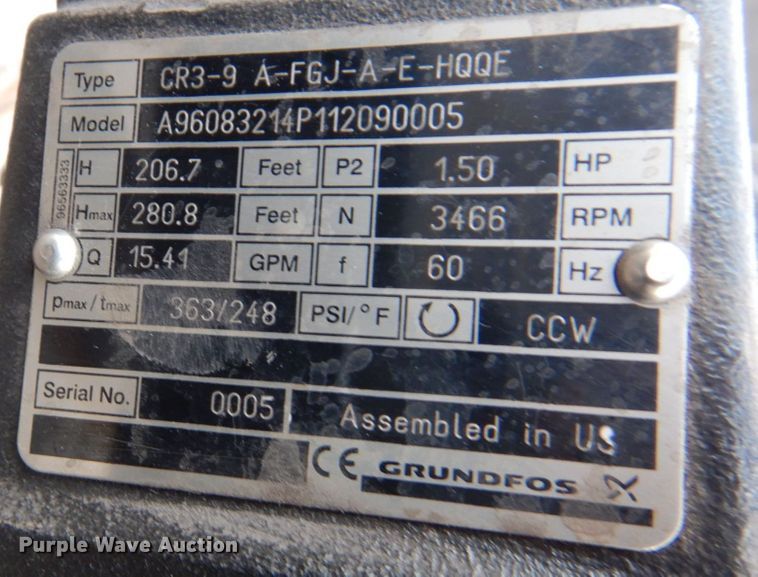 Type CR3-9 A-FGJ-A-E-HQQE
Model A96083214P112090005
96563333
H 206.7 Feet P2 1.50 HP
Hmax 280.8 Feet N 3466 RPM
Q 15.41 GPM f 60 Hz
pmax/tmax 363/248 PSI/°F CCW
Serial No. 0005 Assembled in US
CE GRUNDFOS X
Purple Wave Auction